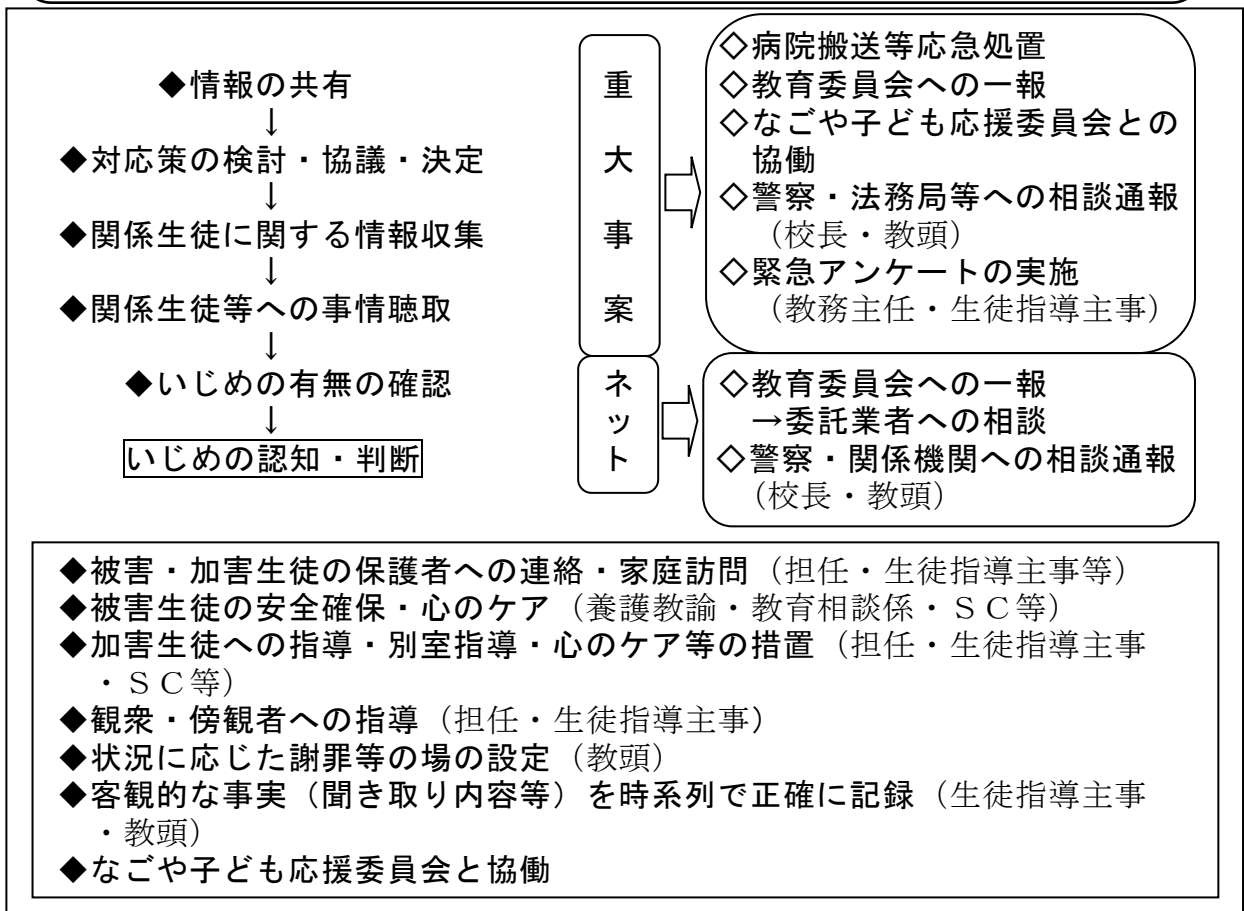 ◆情報の共有
↓
◆対応策の検討・協議・決定
↓
◆関係生徒に関する情報収集
↓
◆関係生徒等への事情聴取
↓
◆いじめの有無の確認
↓
いじめの認知・判断
重
大
事
案
◇病院搬送等応急処置
◇教育委員会への一報
◇なごや子ども応援委員会との
協働
◇警察・法務局等への相談通報
（校長・教頭）
◇緊急アンケートの実施
（教務主任・生徒指導主事）
ネ
ッ
ト
◇教育委員会への一報
→委託業者への相談
◇警察・関係機関への相談通報
（校長・教頭）
◆被害・加害生徒の保護者への連絡・家庭訪問（担任・生徒指導主事等）
◆被害生徒の安全確保・心のケア（養護教諭・教育相談係・ＳＣ等）
◆加害生徒への指導・別室指導・心のケア等の措置（担任・生徒指導主事
・ＳＣ等）
◆観衆・傍観者への指導（担任・生徒指導主事）
◆状況に応じた謝罪等の場の設定（教頭）
◆客観的な事実（聞き取り内容等）を時系列で正確に記録（生徒指導主事
・教頭）
◆なごや子ども応援委員会と協働